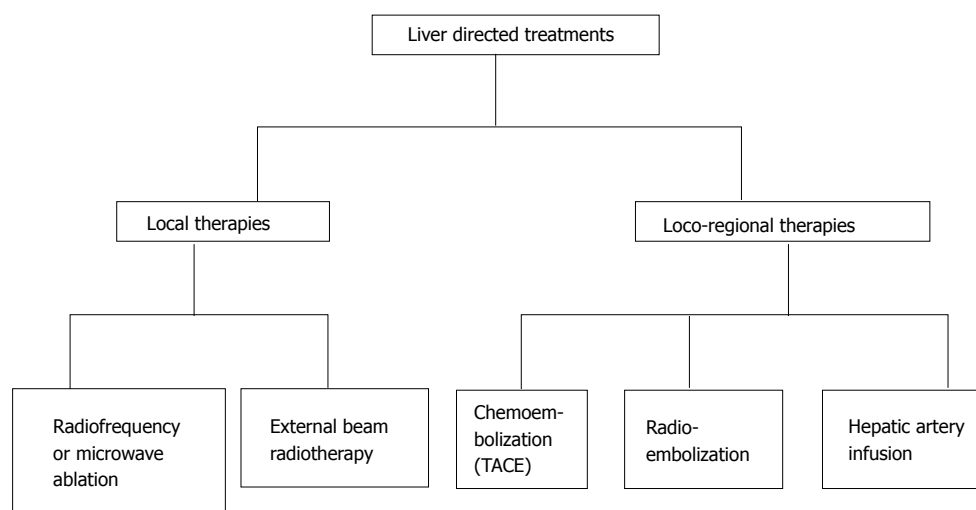 Liver directed treatments
Local therapies
Loco-regional therapies
Radiofrequency
or microwave
ablation
External beam
radiotherapy
Chemoem-
bolization
(TACE)
Radio-
embolization
Hepatic artery
infusion